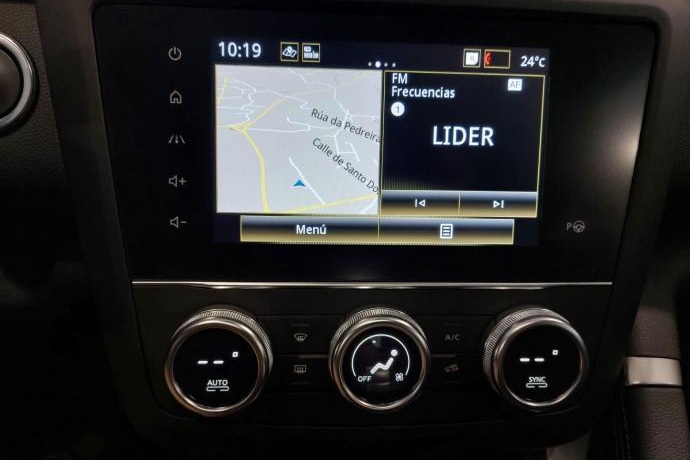 10:19
24°C
FM
AF
Frecuencias
1
LIDER
Rúa da Pedreira
Calle de Santo Do
Menú
P
A/C
-- 
AUTO
OFF
--
SYNC